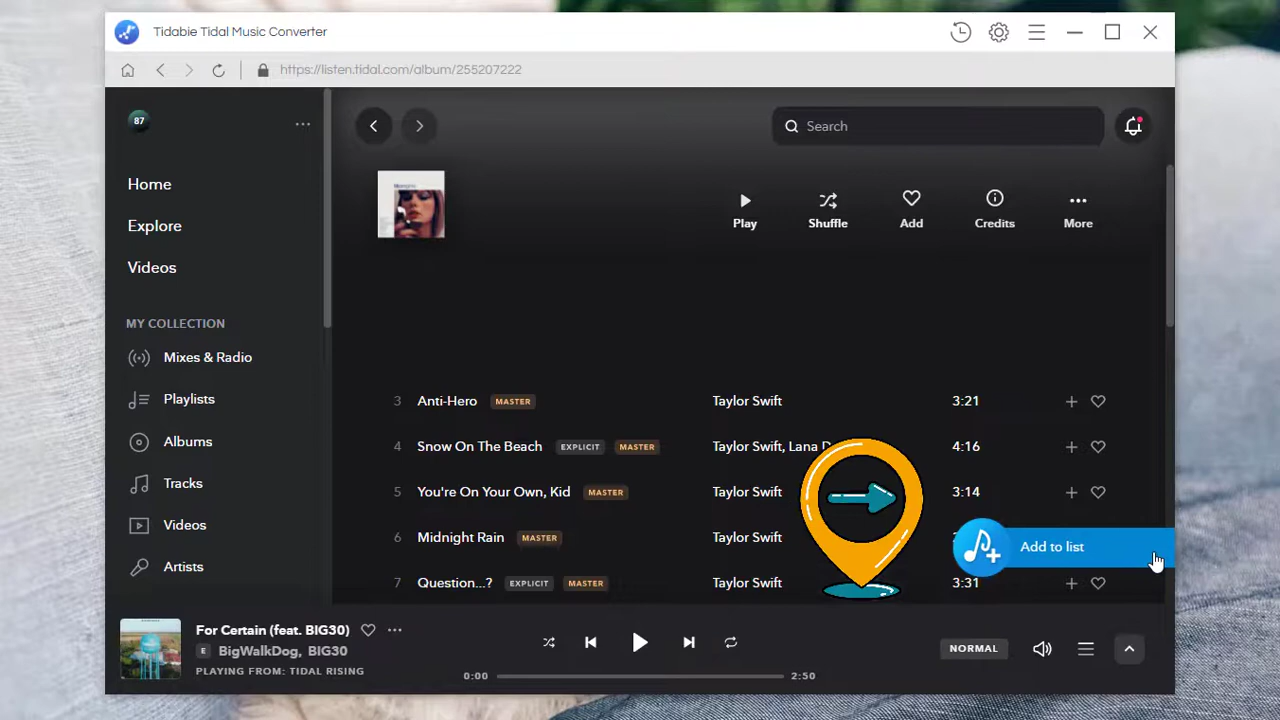 Tidabie Tidal Music Converter
https://listen.tidal.com/album/255207222
87
Search
Home
Explore
Videos
MY COLLECTION
Mixes & Radio
Playlists
Albums
Tracks
Videos
Artists
Play
Shuffle
Add
Credits
More
3 Anti-Hero MASTER Taylor Swift 3:21
4 Snow On The Beach EXPLICIT MASTER Taylor Swift, Lana 4:16
5 You're On Your Own, Kid MASTER Taylor Swift 3:14
6 Midnight Rain MASTER Taylor Swift
Add to list
7 Question...? EXPLICIT MASTER Taylor Swift 3:31
For Certain (feat. BIG30)
E BigWalkDog, BIG30
PLAYING FROM: TIDAL RISING
0:00
2:50
NORMAL